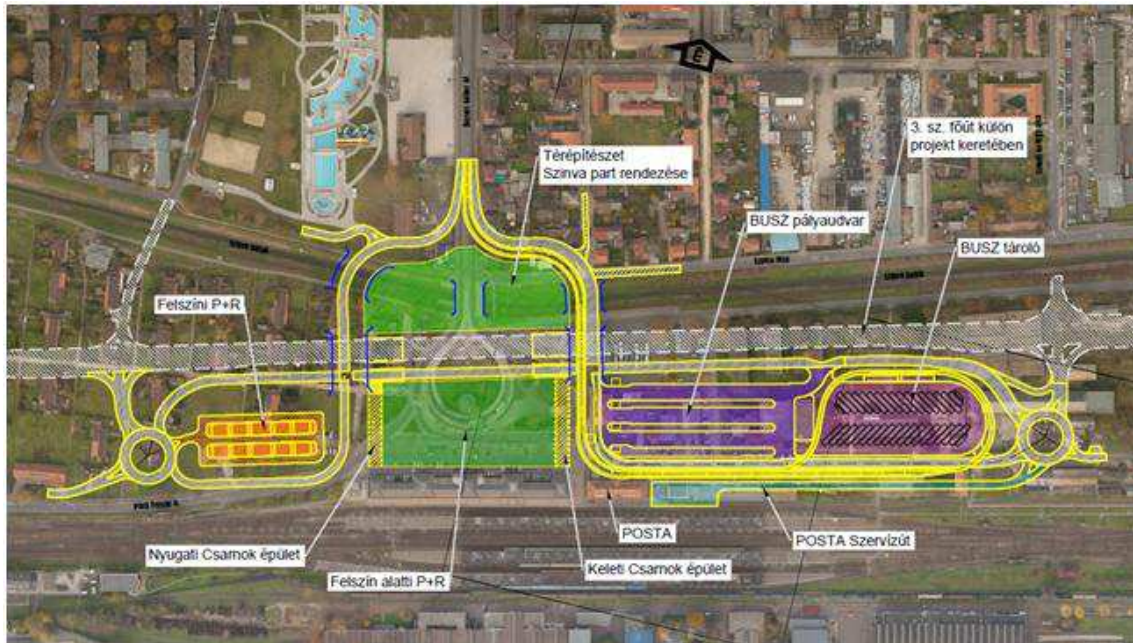 É
3. sz. főút külön
projekt keretében
Térépítészet
Szinva part rendezése
BUSZ pályaudvar
BUSZ tároló
Felszíni P+R
POSTA
POSTA Szervízút
Nyugati Csarnok épület
Keleti Csarnok épület
Felszín alatti P+R